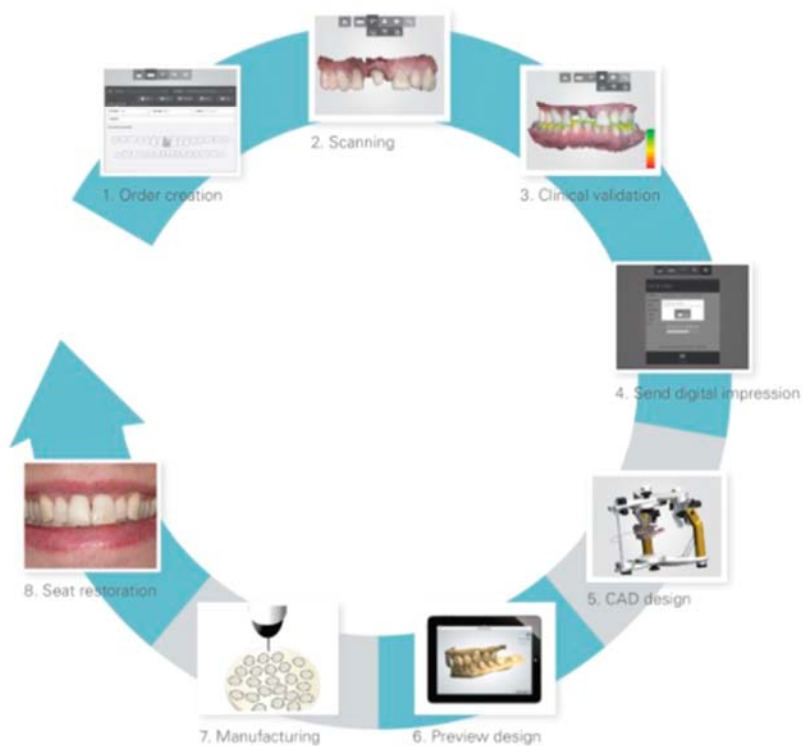 1. Order creation
2. Scanning
3. Clinical validation
4. Send digital impression
5. CAD design
6. Preview design
7. Manufacturing
8. Seat restoration